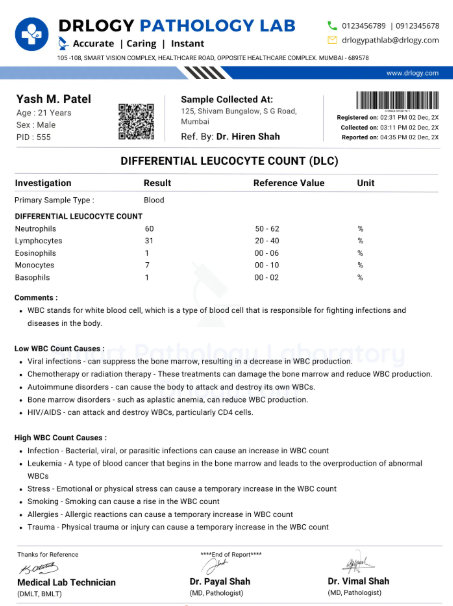 DRLOGY PATHOLOGY LAB
Accurate | Caring | Instant
0123456789 | 0912345678
drlogypathlab@drlogy.com
105 -108, SMART VISION COMPLEX, HEALTHCARE ROAD, OPPOSITE HEALTHCARE COMPLEX. MUMBAI - 689578
www.drlogy.com
Yash M. Patel
Age : 21 Years
Sex : Male
PID : 555
Sample Collected At:
125, Shivam Bungalow, S G Road,
Mumbai
Ref. By: Dr. Hiren Shah
Registered on: 02:31 PM 02 Dec, 2X
Collected on: 03:11 PM 02 Dec, 2X
Reported on: 04:35 PM 02 Dec, 2X
DIFFERENTIAL LEUCOCYTE COUNT (DLC)
Investigation Result Reference Value Unit
Primary Sample Type : Blood
DIFFERENTIAL LEUCOCYTE COUNT
Neutrophils 60 50 - 62 %
Lymphocytes 31 20 - 40 %
Eosinophils 1 00 - 06 %
Monocytes 7 00 - 10 %
Basophils 1 00 - 02 %
Comments :
• WBC stands for white blood cell, which is a type of blood cell that is responsible for fighting infections and
diseases in the body.
Low WBC Count Causes :
• Viral infections - can suppress the bone marrow, resulting in a decrease in WBC production.
• Chemotherapy or radiation therapy - These treatments can damage the bone marrow and reduce WBC production.
• Autoimmune disorders - can cause the body to attack and destroy its own WBCs.
• Bone marrow disorders - such as aplastic anemia, can reduce WBC production.
• HIV/AIDS - can attack and destroy WBCs, particularly CD4 cells.
High WBC Count Causes :
• Infection - Bacterial, viral, or parasitic infections can cause an increase in WBC count
• Leukemia - A type of blood cancer that begins in the bone marrow and leads to the overproduction of abnormal
WBCs
• Stress - Emotional or physical stress can cause a temporary increase in the WBC count
• Smoking - Smoking can cause a rise in the WBC count
• Allergies - Allergic reactions can cause a temporary increase in WBC count
• Trauma - Physical trauma or injury can cause a temporary increase in the WBC count
Thanks for Reference
****End of Report****
Medical Lab Technician
(DMLT, BMLT)
Dr. Payal Shah
(MD, Pathologist)
Dr. Vimal Shah
(MD, Pathologist)